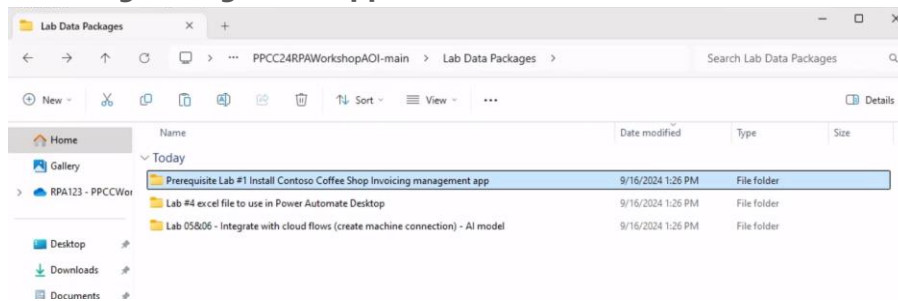 Lab Data Packages
PPCC24RPAWorkshopAOI-main > Lab Data Packages >
Search Lab Data Packages
New
Sort
View
Details
Name Date modified Type Size
Home
Gallery
RPA123 - PPCCWor
Desktop
Downloads
Documents
Today
Prerequisite Lab #1 Install Contoso Coffee Shop Invoicing management app 9/16/2024 1:26 PM File folder
Lab #4 excel file to use in Power Automate Desktop 9/16/2024 1:26 PM File folder
Lab 05&06 - Integrate with cloud flows (create machine connection) - AI model 9/16/2024 1:26 PM File folder